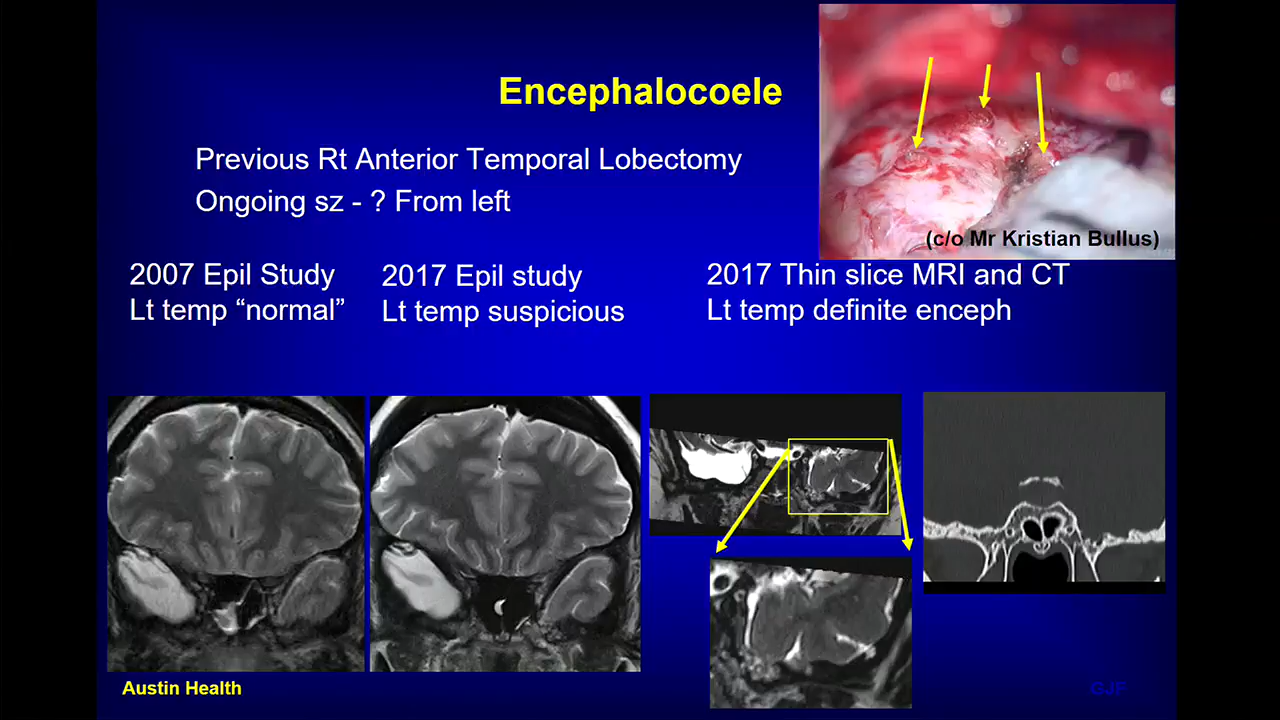 Encephalocoele
Previous Rt Anterior Temporal Lobectomy
Ongoing sz - ? From left
(c/o Mr Kristian Bullus)
2007 Epil Study
Lt temp “normal”
2017 Epil study
Lt temp suspicious
2017 Thin slice MRI and CT
Lt temp definite enceph
Austin Health
GJF